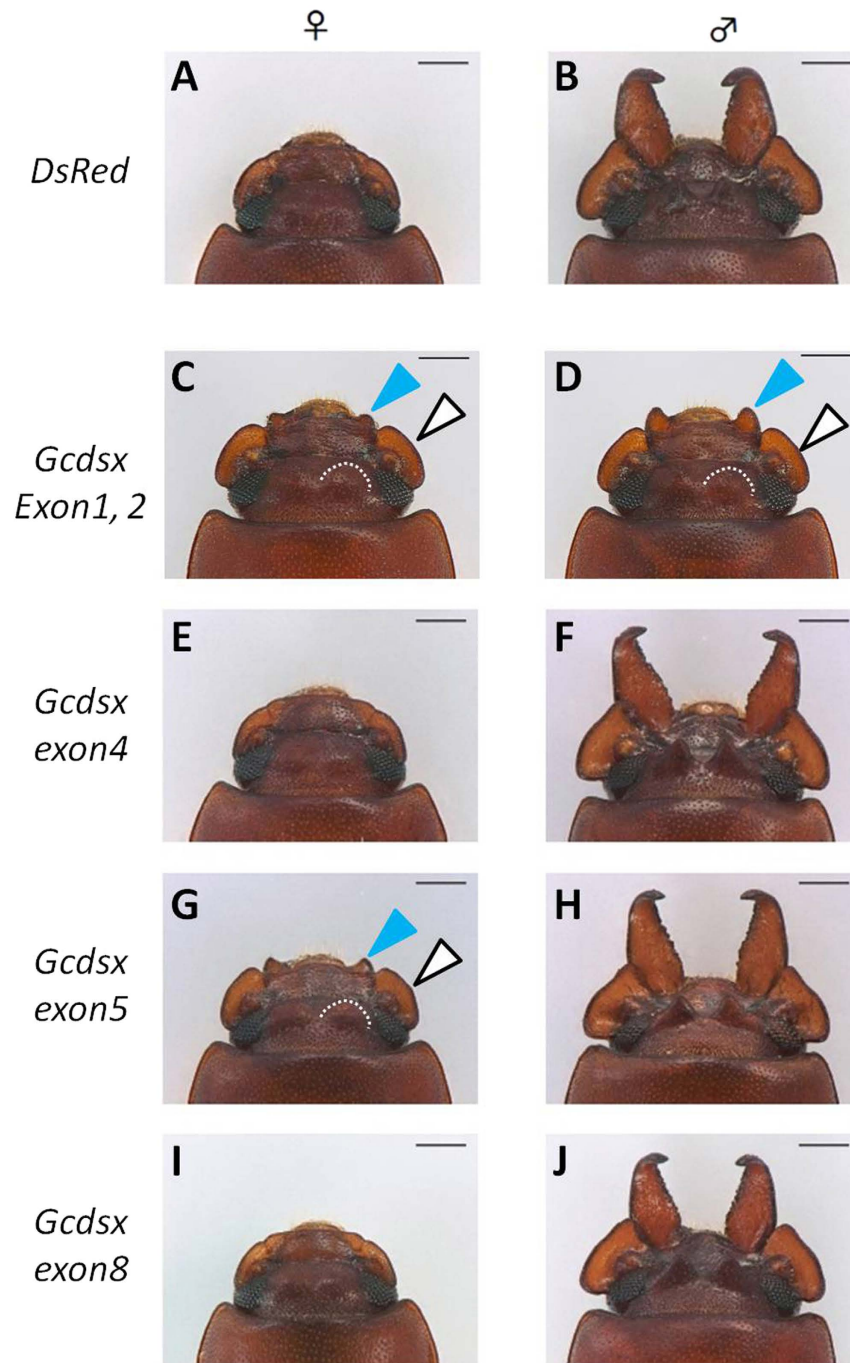 ♀ ♂
A B
DsRed
C D
Gcdsx
Exon1, 2
E F
Gcdsx
exon4
G H
Gcdsx
exon5
I J
Gcdsx
exon8